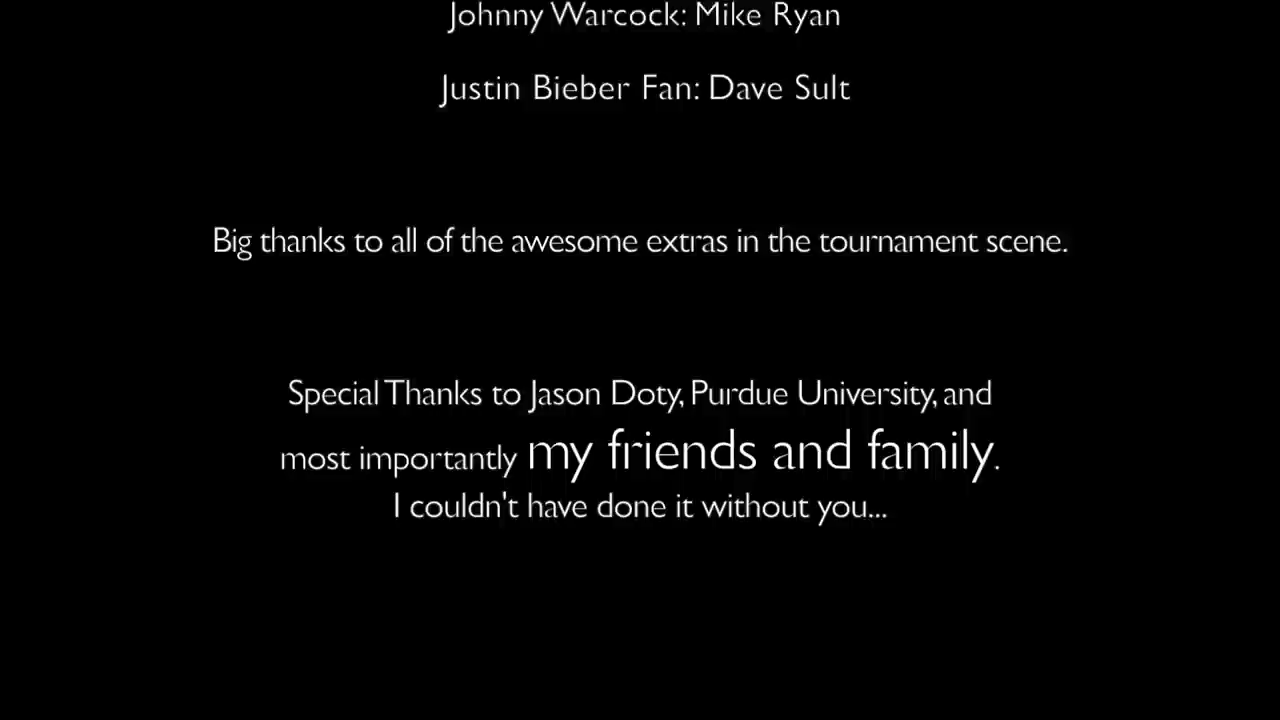 Johnny Warcock: Mike Ryan
Justin Bieber Fan: Dave Sult
Big thanks to all of the awesome extras in the tournament scene.
Special Thanks to Jason Doty, Purdue University, and
most importantly my friends and family.
I couldn't have done it without you...